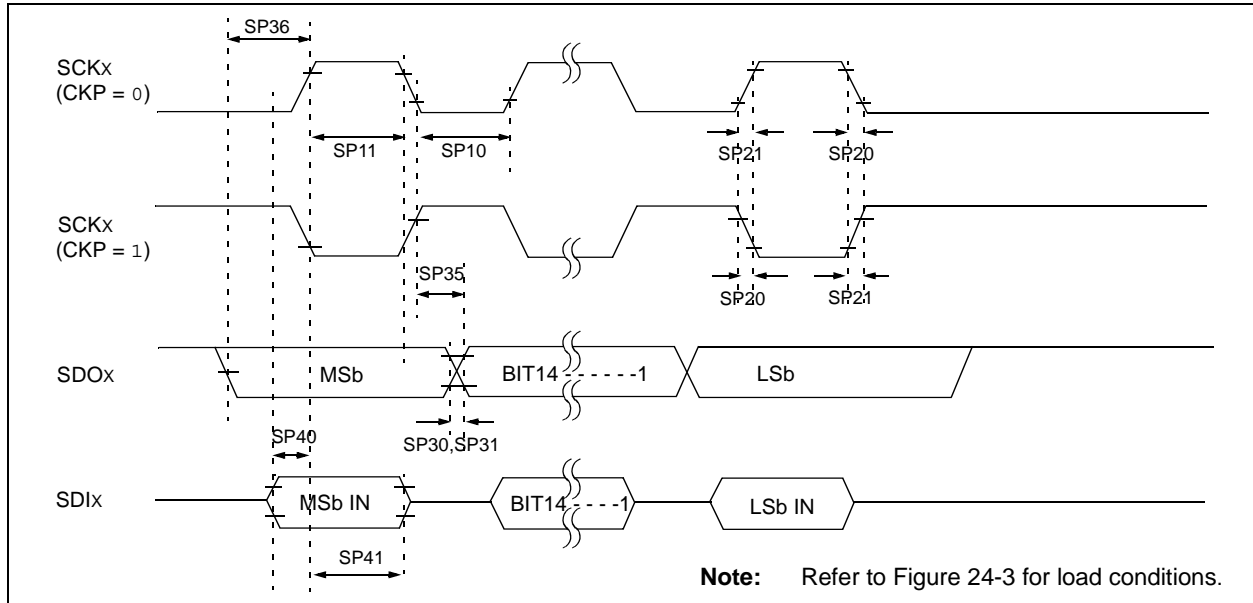 SP36
SCKX
(CKP = 0)
SP11
SP10
SP21
SP20
SCKX
(CKP = 1)
SP35
SP20
SP21
SDOX
MSb
BIT14 - - - - - -1
LSb
SP40
SP30,SP31
SDIX
MSb IN
BIT14 - - - - -1
LSb IN
SP41
Note: Refer to Figure 24-3 for load conditions.